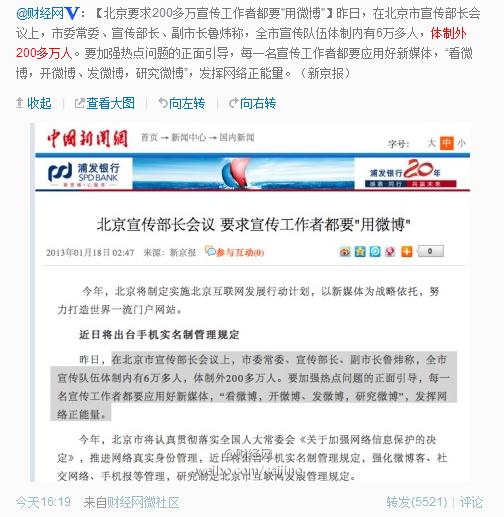 @财经网V：【北京要求200多万宣传工作者都要"用微博"】昨日，在北京市宣传部长会
议上，市委常委、宣传部长、副市长鲁炜称，全市宣传队伍体制内有6万多人，体制外
200多万人。要加强热点问题的正面引导，每一名宣传工作者都要应用好新媒体，“看微
博，开微博、发微博，研究微博”，发挥网络正能量。（新京报）
收起 | 查看大图 向左转 向右转
中国新闻网 首页→新闻中心→国内新闻
字号： 大 中 小
浦发银行 SPD BANK 浦发银行 20年
北京宣传部长会议 要求宣传工作者都要"用微博"
2013年01月18日 02:47 来源：新京报 参与互动(0) 0
今年，北京将制定实施北京互联网发展行动计划，以新媒体为战略依托，努
力打造世界一流门户网站。
近日将出台手机实名制管理规定
昨日，在北京市宣传部长会议上，市委常委、宣传部长、副市长鲁炜称，全市
宣传队伍体制内有6万多人，体制外200多万人。要加强热点问题的正面引导，每一
名宣传工作者都要应用好新媒体，“看微博，开微博、发微博，研究微博”，发挥网
络正能量。
今年，北京市将认真贯彻落实全国人大常委会《关于加强网络信息保护的决
定》，推进网络真实身份管理，近日将出台手机实名制管理规定，强化微博客、社
交网络、手机报等管理，研究制定北京市互联网发展管理规定。
@财经网
weibo.com/caijing
今天16:19 来自财经网微社区 转发(5521) | 评论